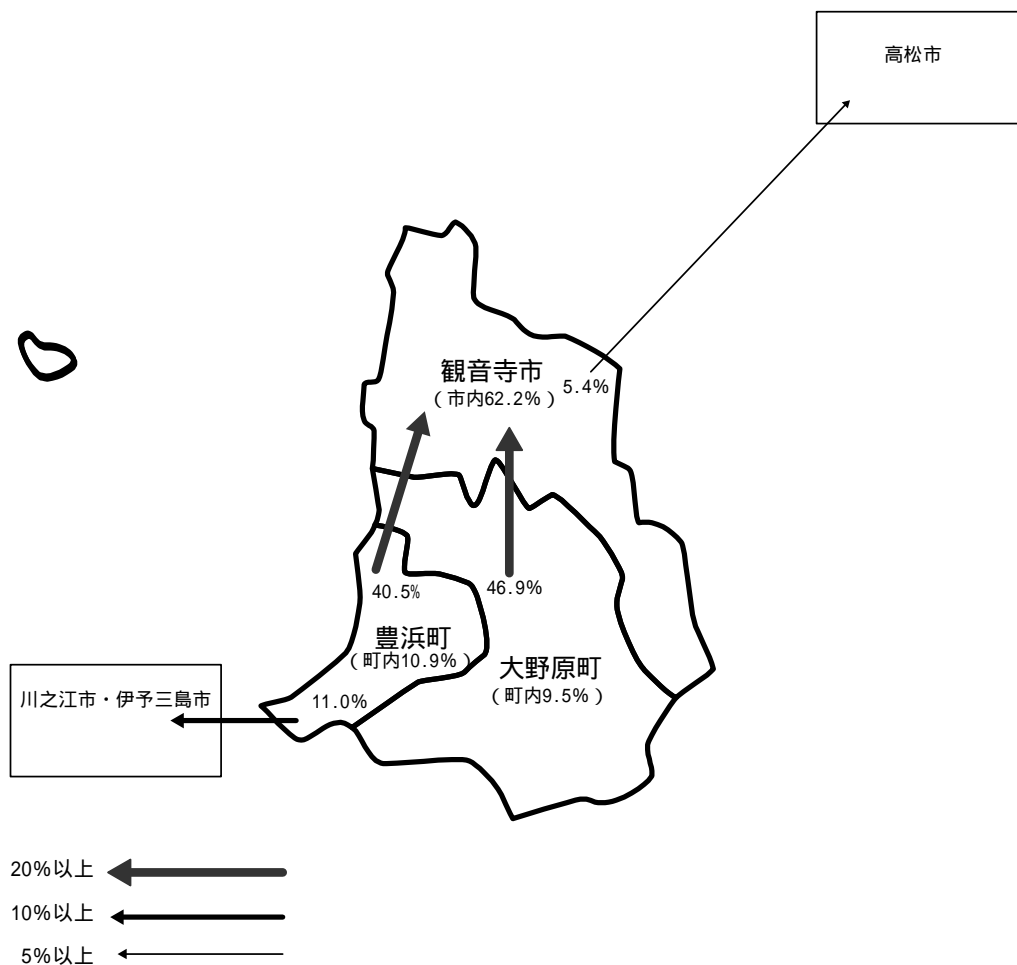 高松市
観音寺市
（市内62.2%）
5.4%
40.5%
46.9%
豊浜町
（町内10.9%）
大野原町
（町内9.5%）
川之江市・伊予三島市
11.0%
20%以上
10%以上
5%以上